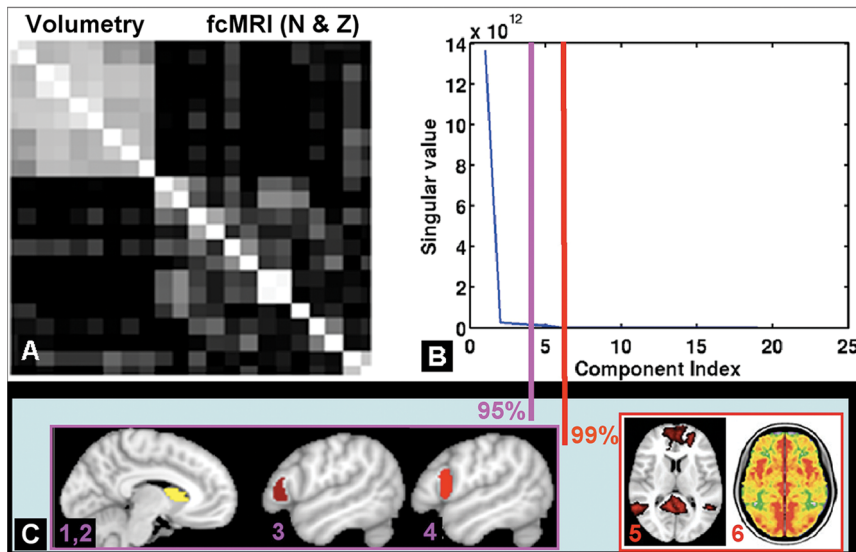 Volumetry fcMRI (N & Z)
A
x 10^12
14
12
10
8
6
4
2
0
Singular value
0 5 10 15 20 25
Component Index
B
95%
99%
C
1,2
3
4
5
6